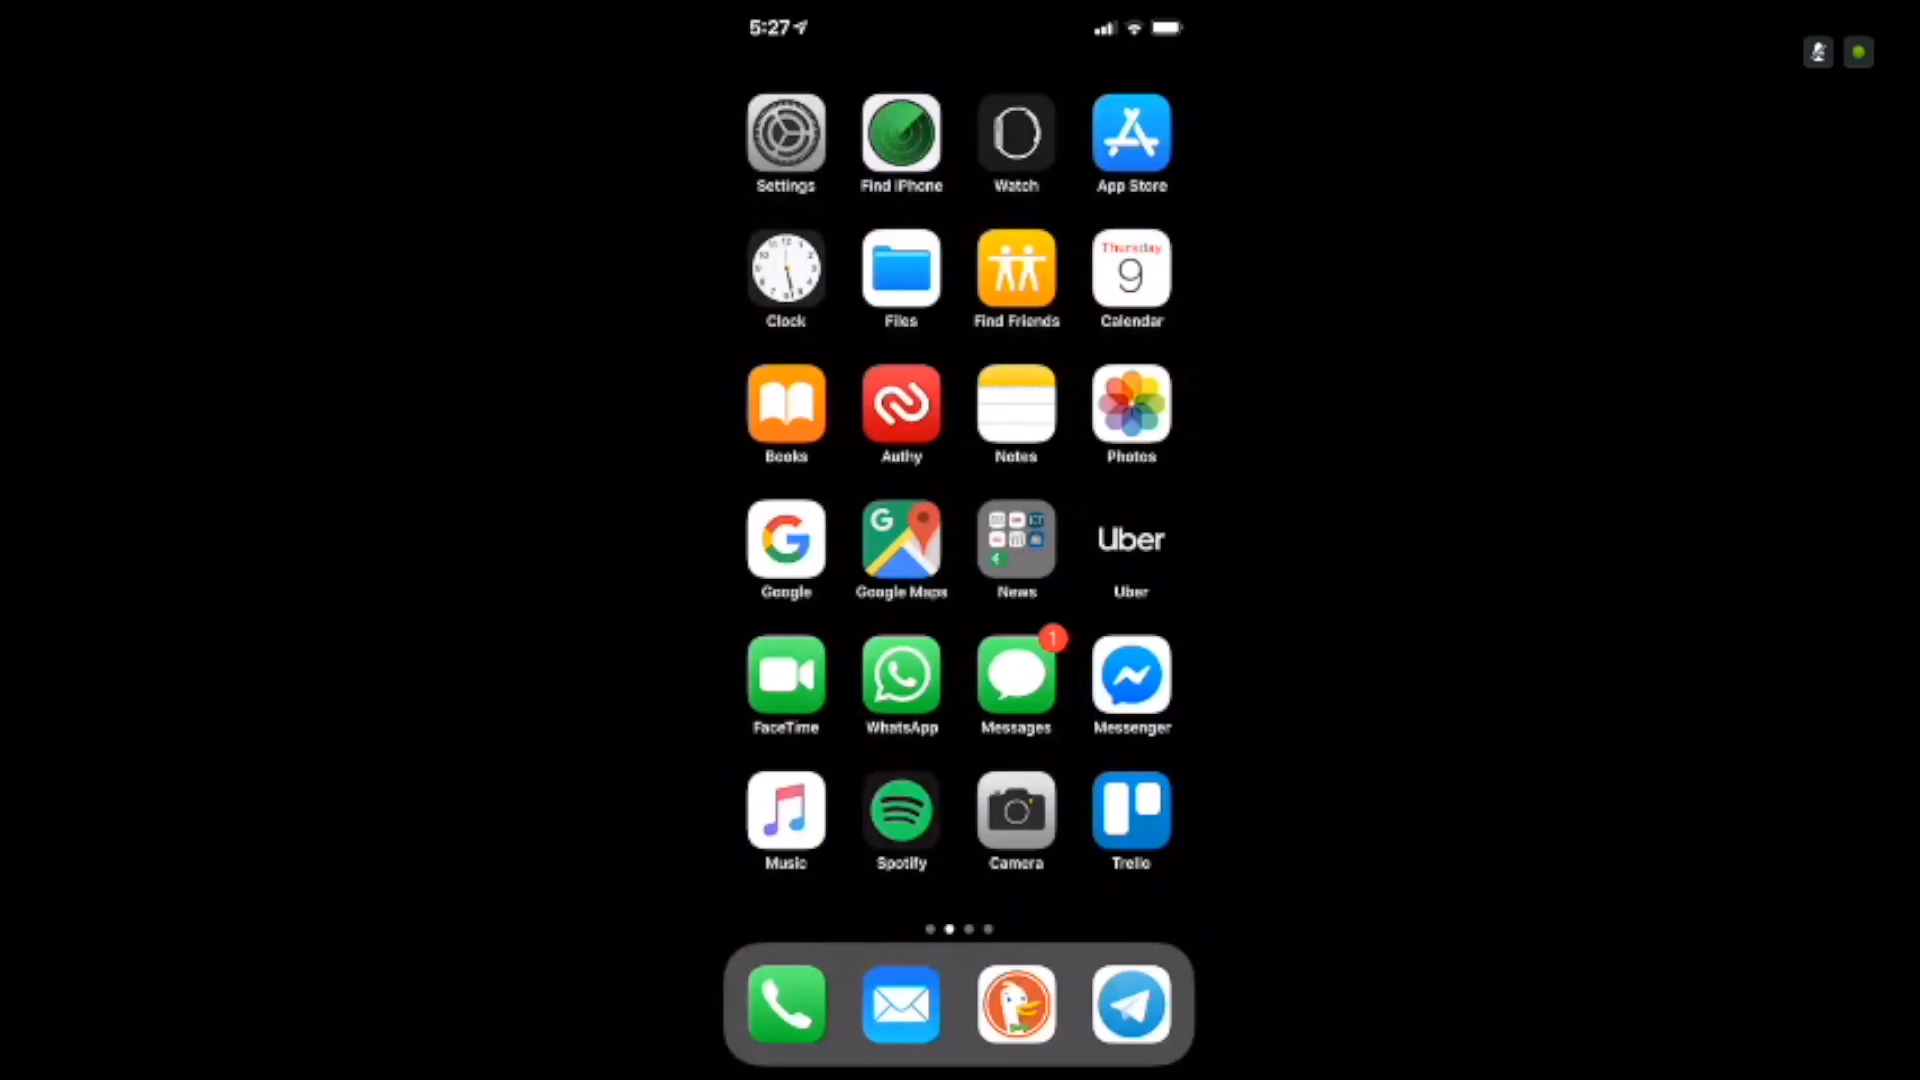 5:27
Settings Find iPhone Watch App Store
Thursday
9
Clock Files Find Friends Calendar
Books Authy Notes Photos
Uber
Google Google Maps News Uber
1
FaceTime WhatsApp Messages Messenger
Music Spotify Camera Trello